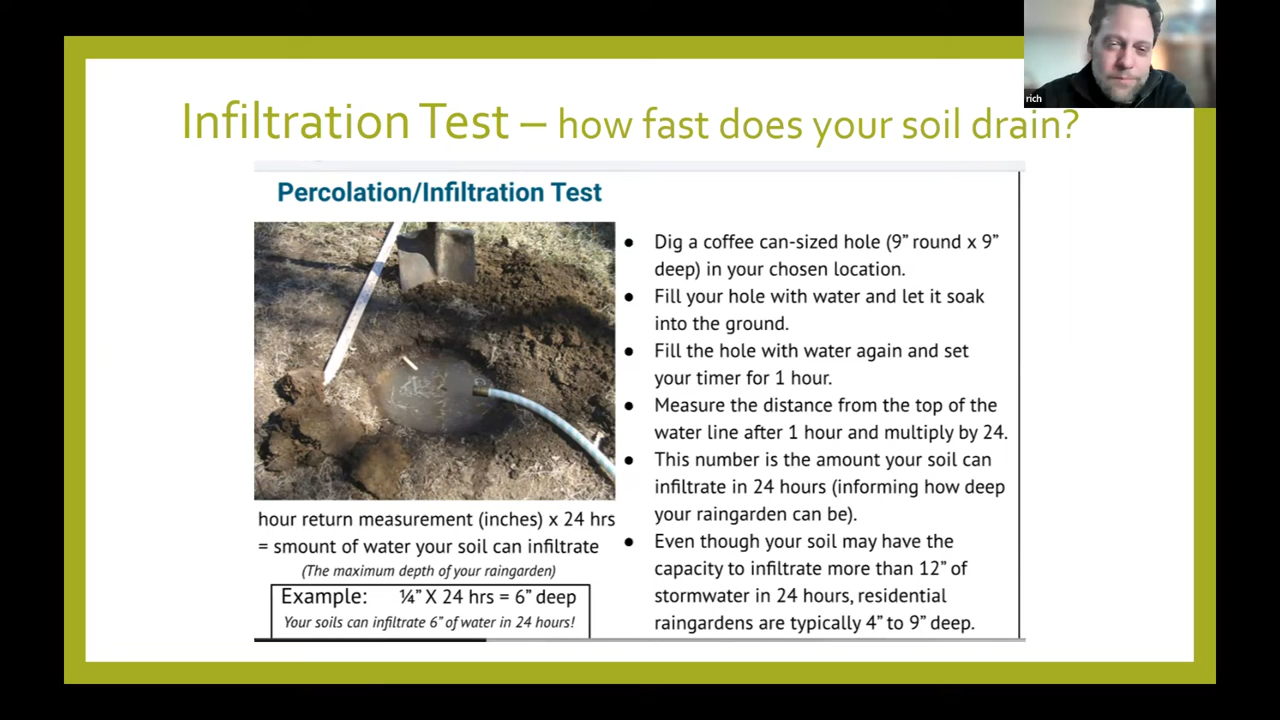 rich
Infiltration Test – how fast does your soil drain?
Percolation/Infiltration Test
hour return measurement (inches) x 24 hrs
= smount of water your soil can infiltrate
(The maximum depth of your raingarden)
Example: ¼” X 24 hrs = 6” deep
Your soils can infiltrate 6” of water in 24 hours!
● Dig a coffee can-sized hole (9” round x 9”
deep) in your chosen location.
● Fill your hole with water and let it soak
into the ground.
● Fill the hole with water again and set
your timer for 1 hour.
● Measure the distance from the top of the
water line after 1 hour and multiply by 24.
● This number is the amount your soil can
infiltrate in 24 hours (informing how deep
your raingarden can be).
● Even though your soil may have the
capacity to infiltrate more than 12” of
stormwater in 24 hours, residential
raingardens are typically 4” to 9” deep.